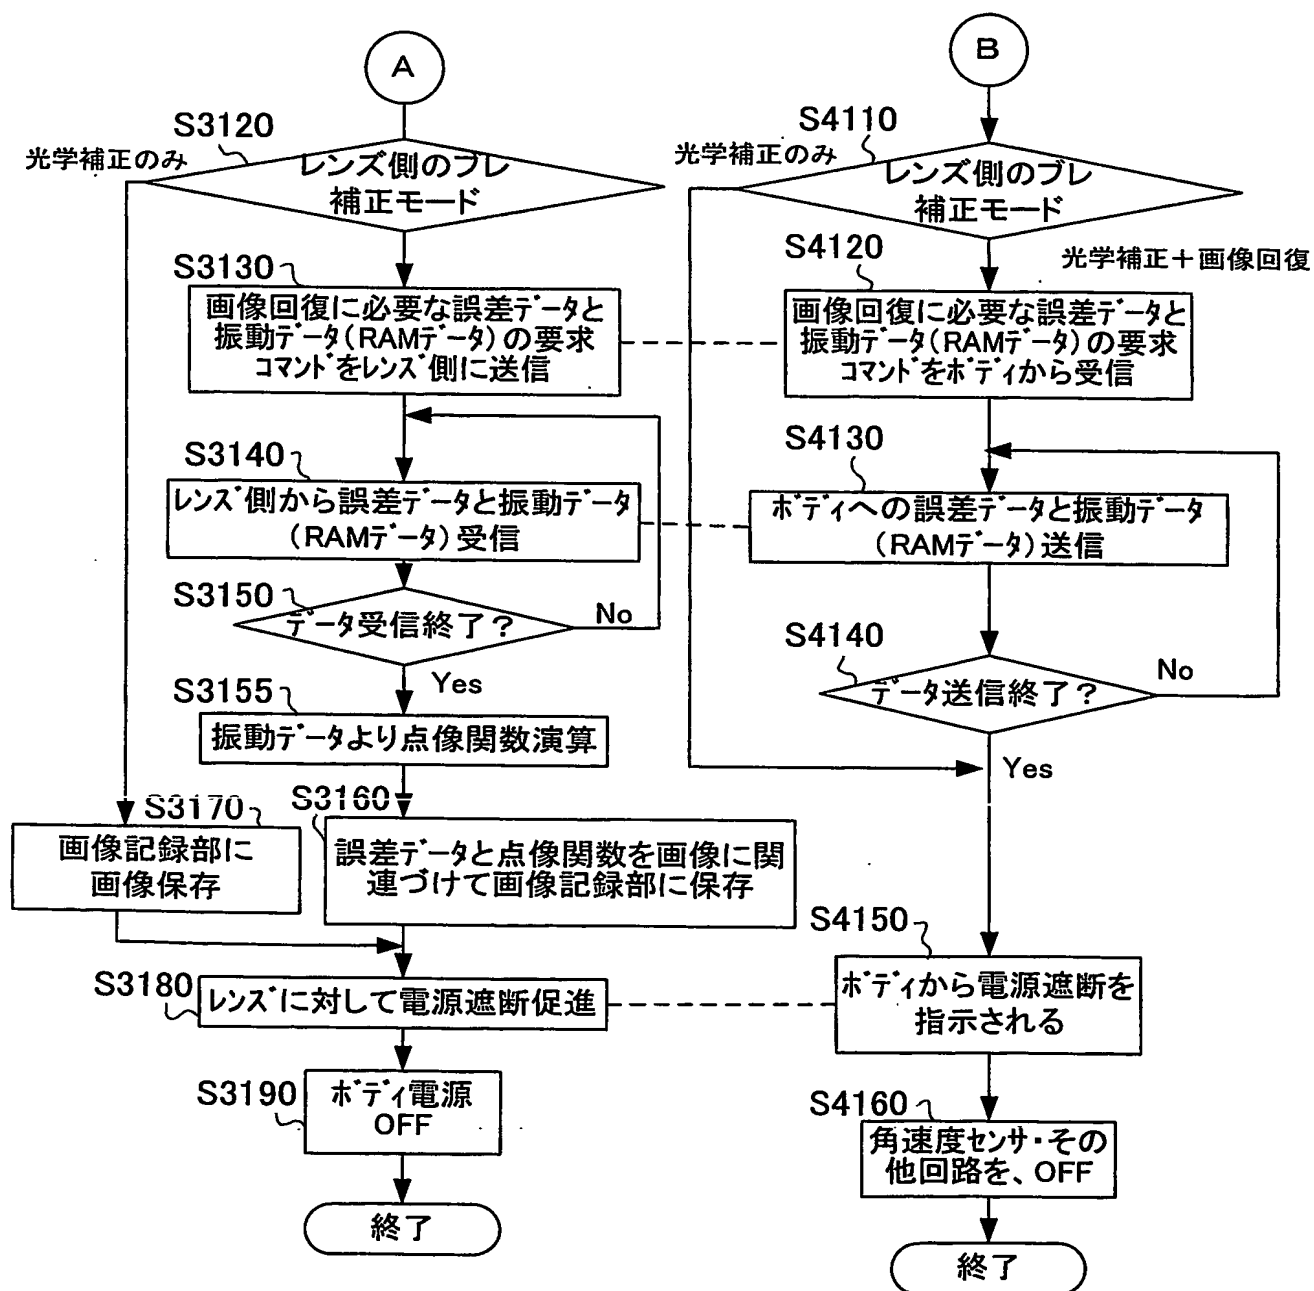 A
S3120
光学補正のみ
レンズ側のブレ
補正モード
S3130
画像回復に必要な誤差データと
振動データ(RAMデータ)の要求
コマンドをレンズ側に送信
S3140
レンズ側から誤差データと振動データ
(RAMデータ)受信
S3150
データ受信終了?
No
Yes
S3155
振動データより点像関数演算
S3170
画像記録部に
画像保存
S3160
誤差データと点像関数を画像に関
連づけて画像記録部に保存
S3180
レンズに対して電源遮断促進
S3190
ボディ電源
OFF
終了
B
S4110
光学補正のみ
レンズ側のブレ
補正モード
S4120
光学補正+画像回復
画像回復に必要な誤差データと
振動データ(RAMデータ)の要求
コマンドをボディから受信
S4130
ボディへの誤差データと振動データ
(RAMデータ)送信
S4140
データ送信終了?
No
Yes
S4150
ボディから電源遮断を
指示される
S4160
角速度センサ・その
他回路を、OFF
終了